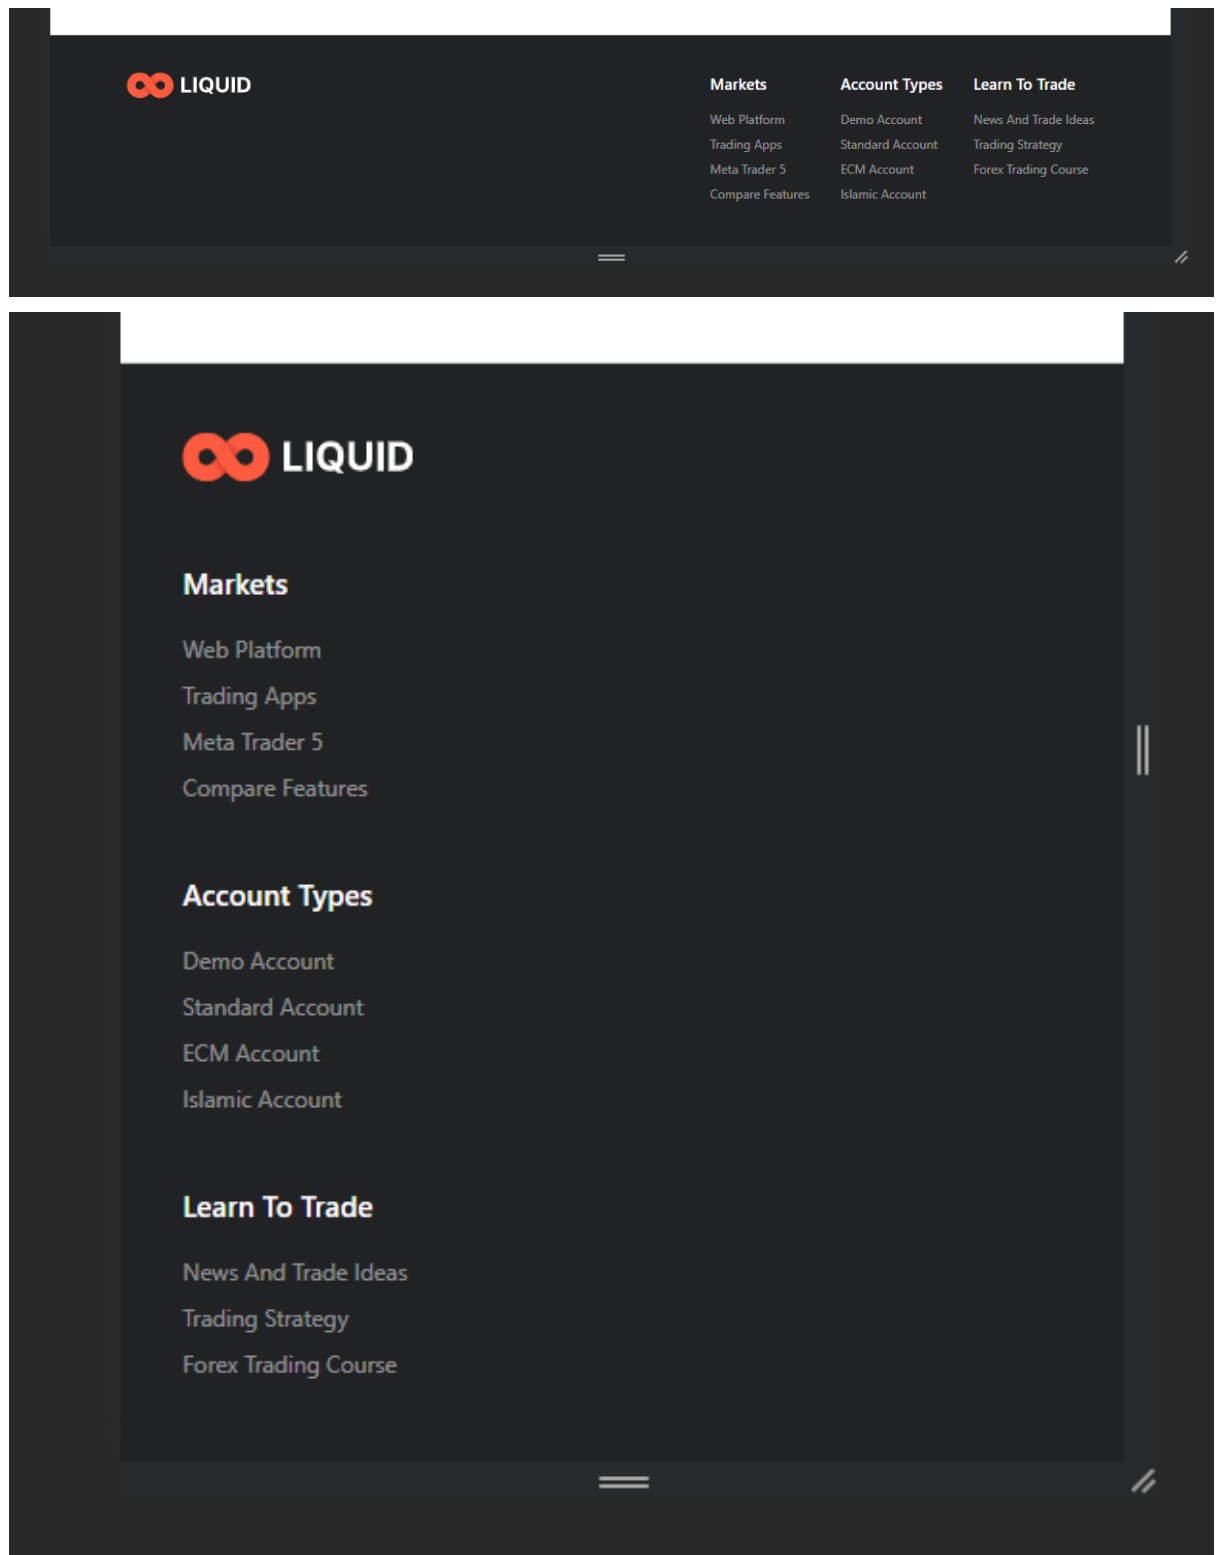 LIQUID
Markets
Web Platform
Trading Apps
Meta Trader 5
Compare Features
Account Types
Demo Account
Standard Account
ECM Account
Islamic Account
Learn To Trade
News And Trade Ideas
Trading Strategy
Forex Trading Course
LIQUID
Markets
Web Platform
Trading Apps
Meta Trader 5
Compare Features
Account Types
Demo Account
Standard Account
ECM Account
Islamic Account
Learn To Trade
News And Trade Ideas
Trading Strategy
Forex Trading Course